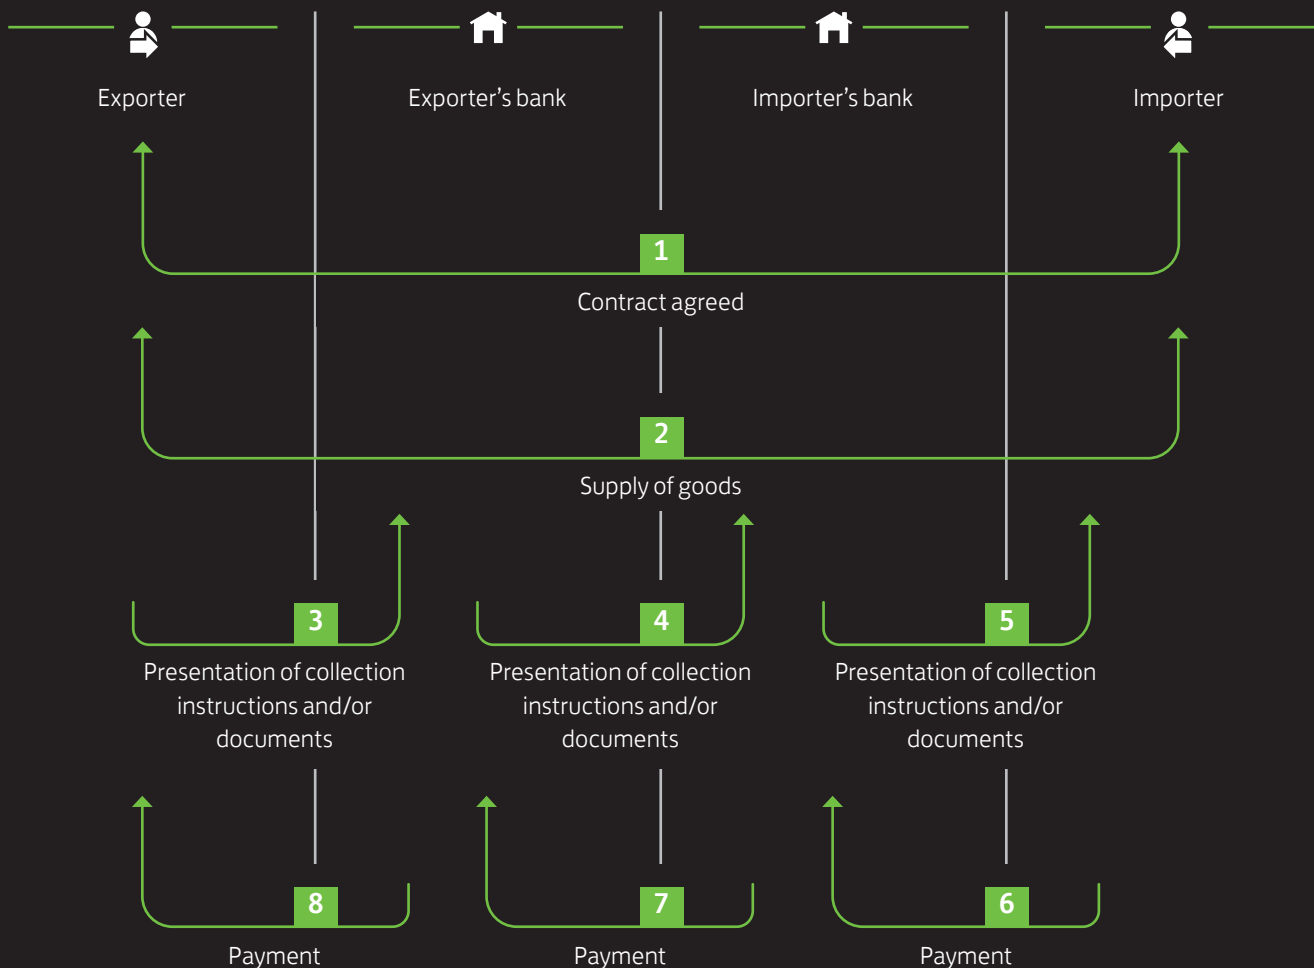 Exporter
Exporter’s bank
Importer’s bank
Importer
1
Contract agreed
2
Supply of goods
3
Presentation of collection
instructions and/or
documents
4
Presentation of collection
instructions and/or
documents
5
Presentation of collection
instructions and/or
documents
8
Payment
7
Payment
6
Payment